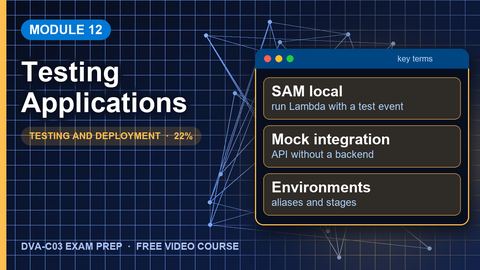 MODULE 12
Testing
Applications
TESTING AND DEPLOYMENT · 22%
key terms
SAM local
run Lambda with a test event
Mock integration
API without a backend
Environments
aliases and stages
DVA-C03 EXAM PREP · FREE VIDEO COURSE